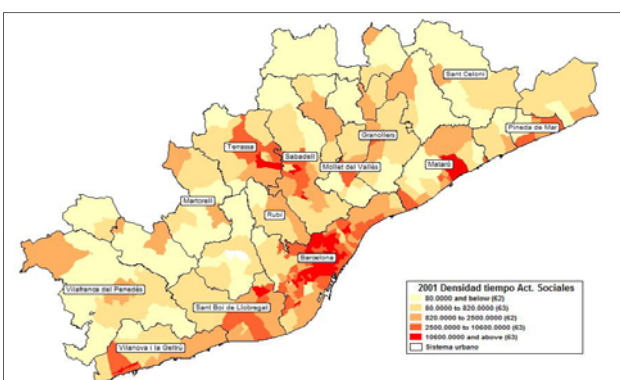 Sant Celoni
Pineda de Mar
Granollers
Terrassa
Sabadell
Mollet del Vallès
Mataró
Martorell
Rubí
Barcelona
Vilafranca del Penedès
Sant Boi de Llobregat
Vilanova i la Geltrú
2001 Densidad tiempo Act. Sociales
80.0000 and below (62)
80.0000 to 820.0000 (63)
820.0000 to 2500.0000 (62)
2500.0000 to 10600.0000 (63)
10600.0000 and above (63)
Sistema urbano